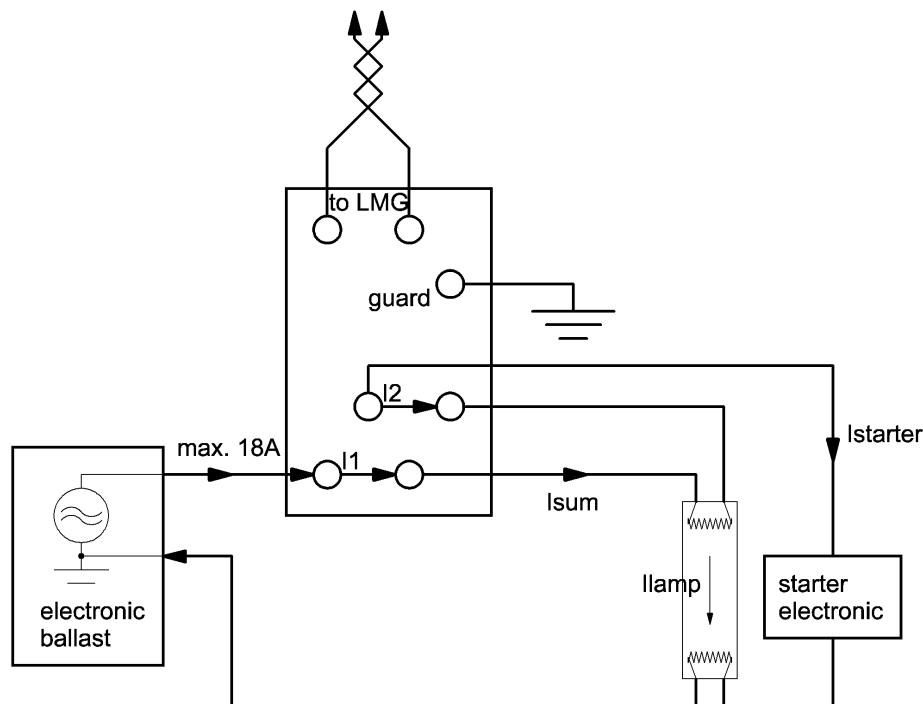 to LMG
guard
I2
max. 18A
I1
Istarter
Isum
Ilamp
electronic
ballast
starter
electronic